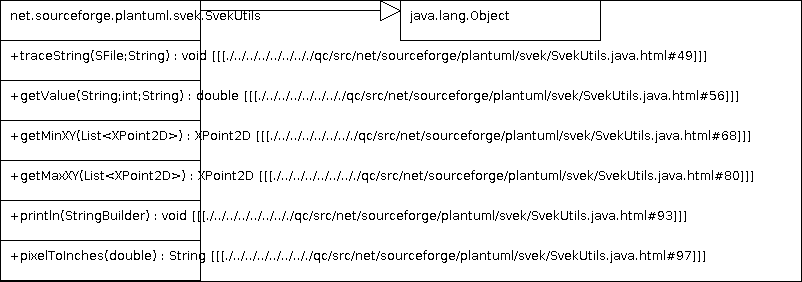 net.sourceforge.plantuml.svek.SvekUtils
java.lang.Object
+traceString(SFile;String) : void [[[./../../../../../../qc/src/net/sourceforge/plantuml/svek/SvekUtils.java.html#49]]]
+getValue(String;int;String) : double [[[./../../../../../../qc/src/net/sourceforge/plantuml/svek/SvekUtils.java.html#56]]]
+getMinXY(List<XPoint2D>) : XPoint2D [[[./../../../../../../qc/src/net/sourceforge/plantuml/svek/SvekUtils.java.html#68]]]
+getMaxXY(List<XPoint2D>) : XPoint2D [[[./../../../../../../qc/src/net/sourceforge/plantuml/svek/SvekUtils.java.html#80]]]
+println(StringBuilder) : void [[[./../../../../../../qc/src/net/sourceforge/plantuml/svek/SvekUtils.java.html#93]]]
+pixelToInches(double) : String [[[./../../../../../../qc/src/net/sourceforge/plantuml/svek/SvekUtils.java.html#97]]]